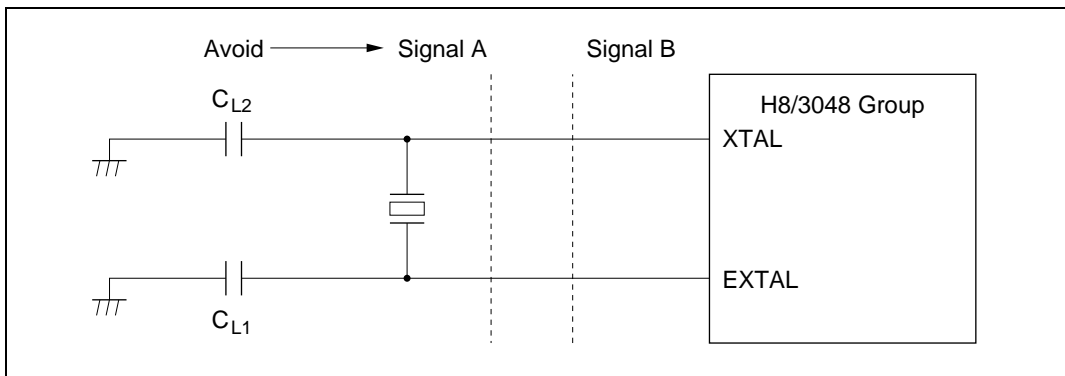 Avoid Signal A Signal B
C_L2
H8/3048 Group
XTAL
EXTAL
C_L1